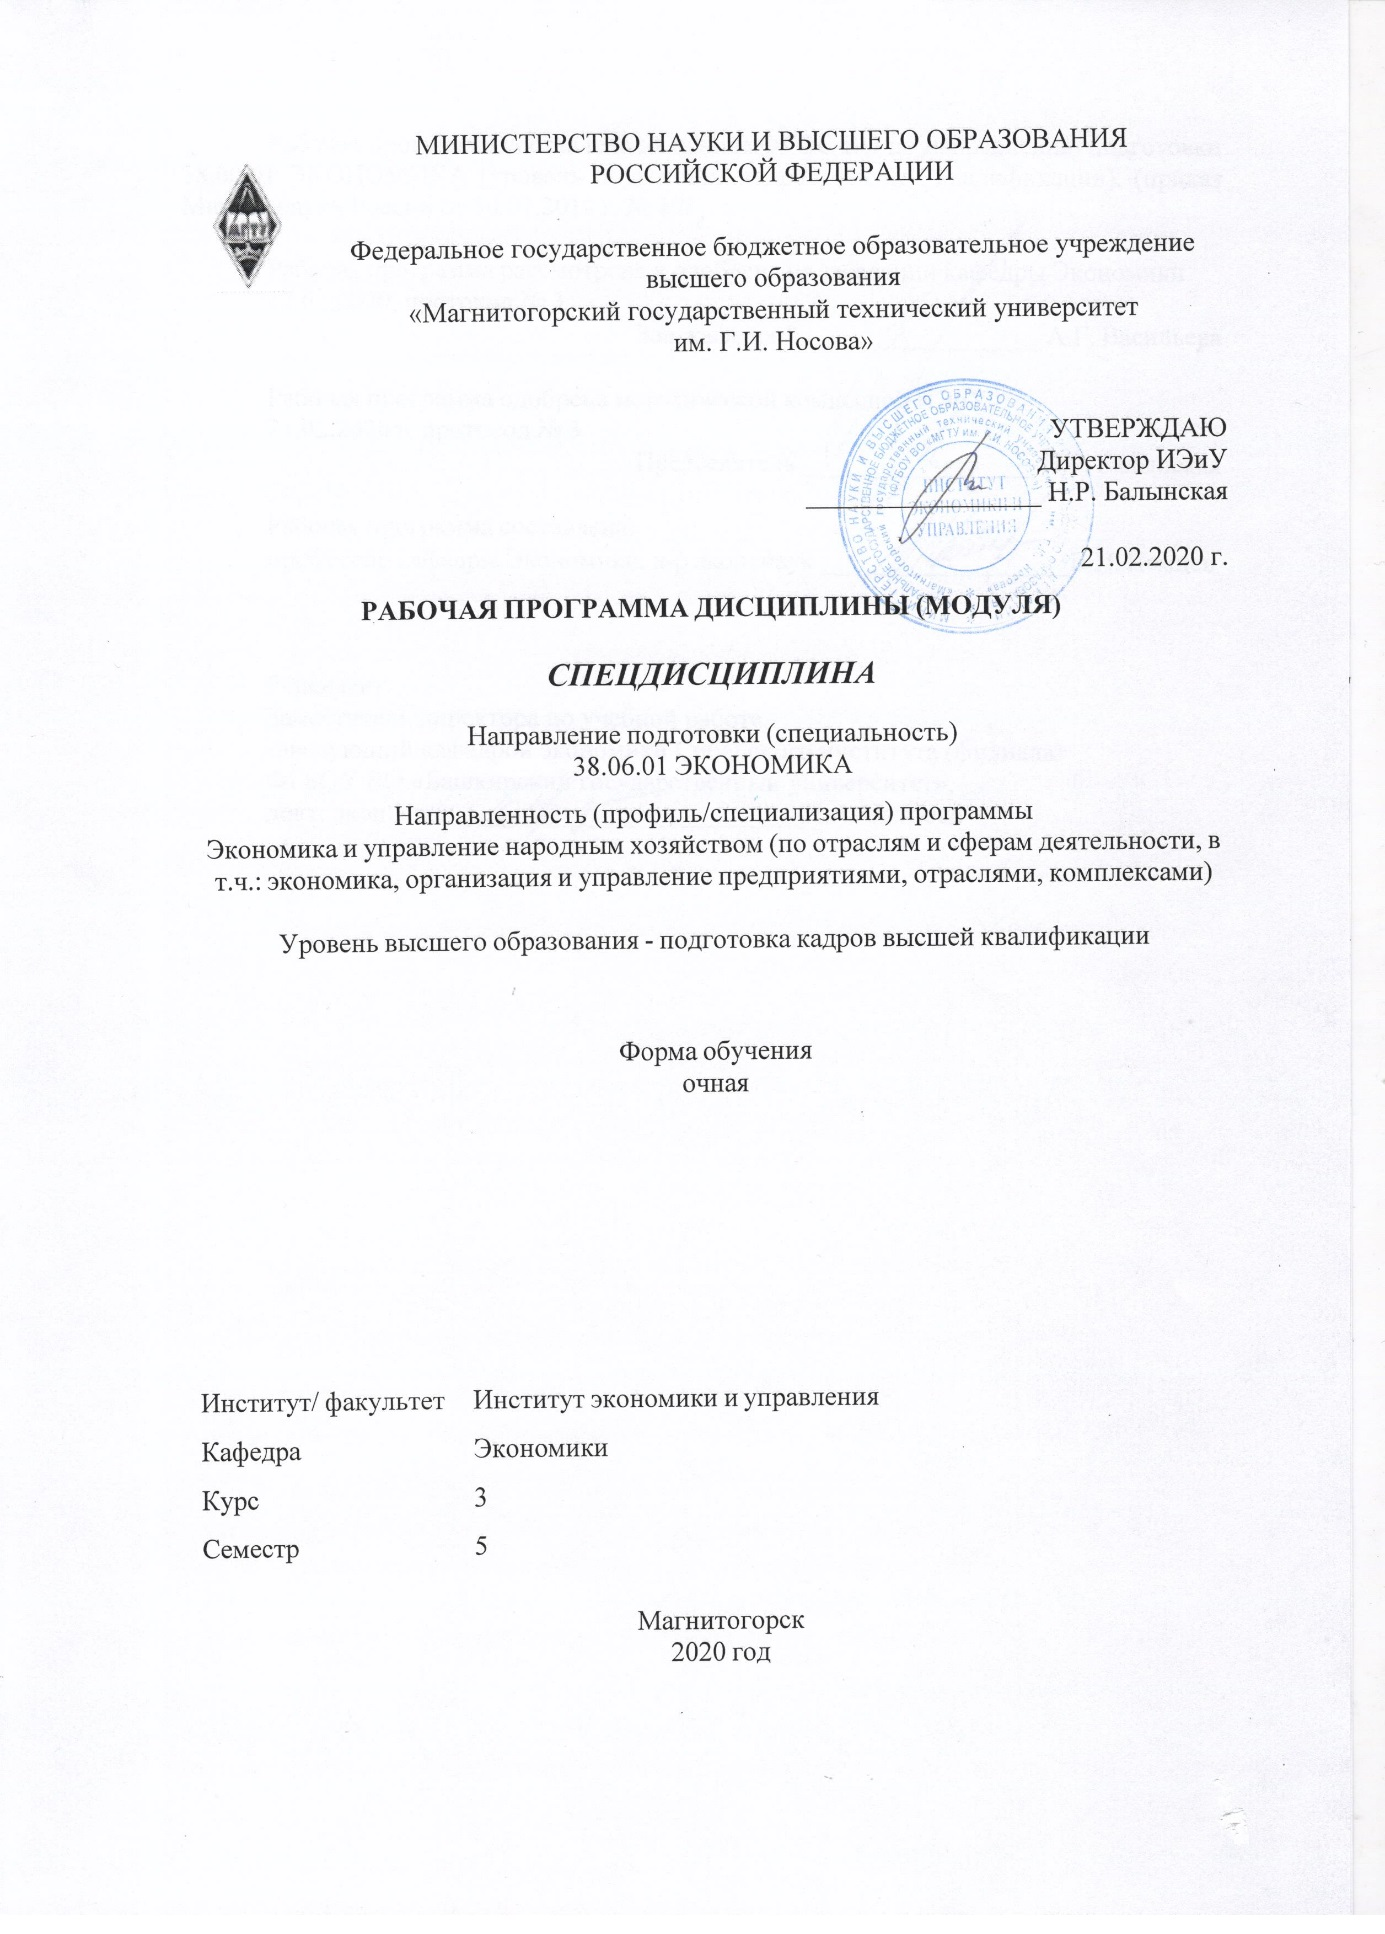 МИНИСТЕРСТВО НАУКИ И ВЫСШЕГО ОБРАЗОВАНИЯ
РОССИЙСКОЙ ФЕДЕРАЦИИ
МГТУ
Федеральное государственное бюджетное образовательное учреждение
высшего образования
«Магнитогорский государственный технический университет
им. Г.И. Носова»
УТВЕРЖДАЮ
Директор ИЭиУ
Н.Р. Балынская
ИНСТИТУТ
ЭКОНОМИКИ И
УПРАВЛЕНИЯ
21.02.2020 г.
РАБОЧАЯ ПРОГРАММА ДИСЦИПЛИНЫ (МОДУЛЯ)
СПЕЦДИСЦИПЛИНА
Направление подготовки (специальность)
38.06.01 ЭКОНОМИКА
Направленность (профиль/специализация) программы
Экономика и управление народным хозяйством (по отраслям и сферам деятельности, в
т.ч.: экономика, организация и управление предприятиями, отраслями, комплексами)
Уровень высшего образования - подготовка кадров высшей квалификации
Форма обучения
очная
Институт/ факультет Институт экономики и управления
Кафедра Экономики
Курс 3
Семестр 5
Магнитогорск
2020 год